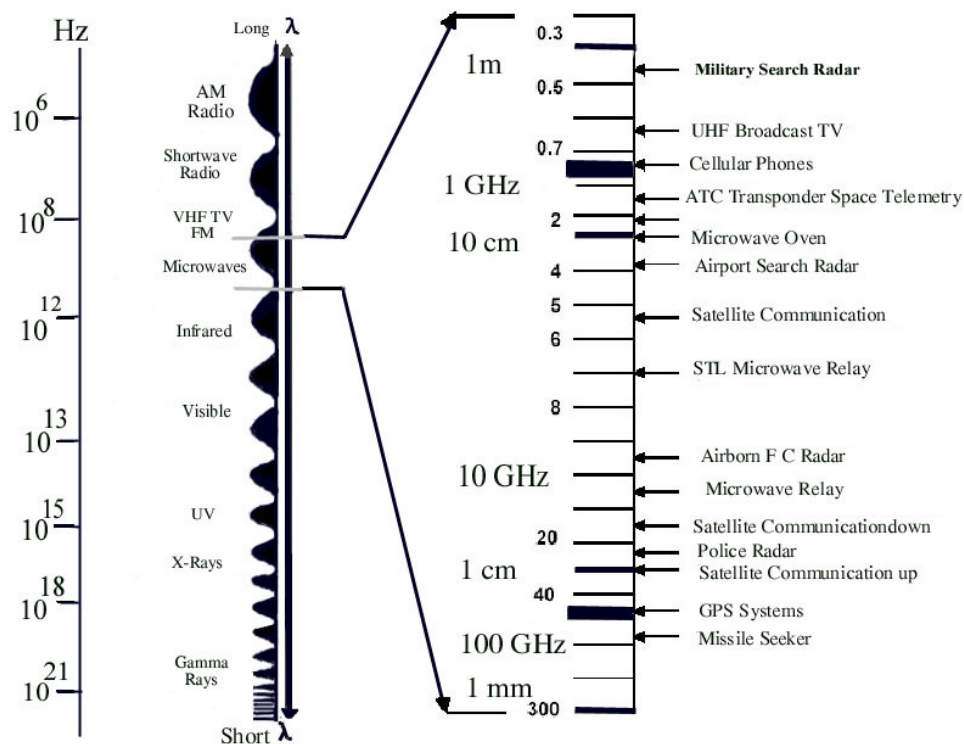 Hz
10^6
10^8
10^12
10^13
10^15
10^18
10^21
Long λ
AM
Radio
Shortwave
Radio
VHF TV
FM
Microwaves
Infrared
Visible
UV
X-Rays
Gamma
Rays
Short λ
0.3
1m
0.5
0.7
1 GHz
2
10 cm
4
5
6
8
10 GHz
20
1 cm
40
100 GHz
1 mm
300
Military Search Radar
UHF Broadcast TV
Cellular Phones
ATC Transponder Space Telemetry
Microwave Oven
Airport Search Radar
Satellite Communication
STL Microwave Relay
Airborn F C Radar
Microwave Relay
Satellite Communicationdown
Police Radar
Satellite Communication up
GPS Systems
Missile Seeker